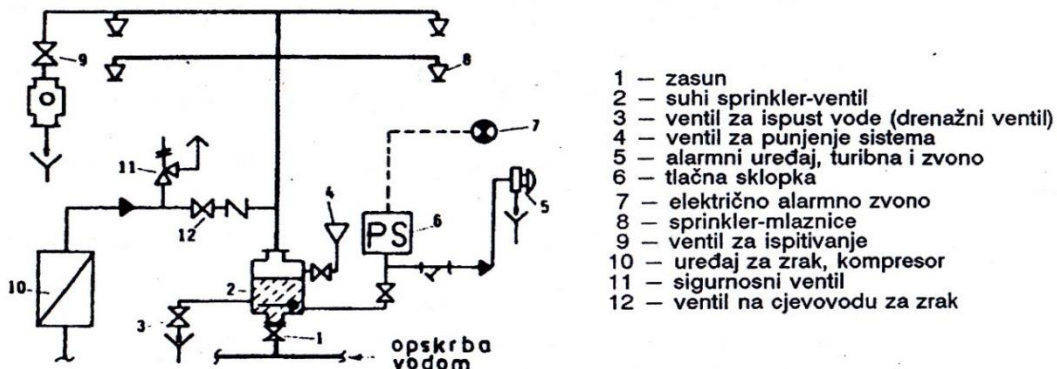 9
8
7
11
4
5
12
PS
6
10
2
3
1
opskrba
vodom
1 — zasun
2 — suhi sprinkler-ventil
3 — ventil za ispust vode (drenažni ventil)
4 — ventil za punjenje sistema
5 — alarmni uređaj, turibna i zvono
6 — tlačna sklopka
7 — električno alarmno zvono
8 — sprinkler-mlaznice
9 — ventil za ispitivanje
10 — uređaj za zrak, kompresor
11 — sigurnosni ventil
12 — ventil na cjevovodu za zrak